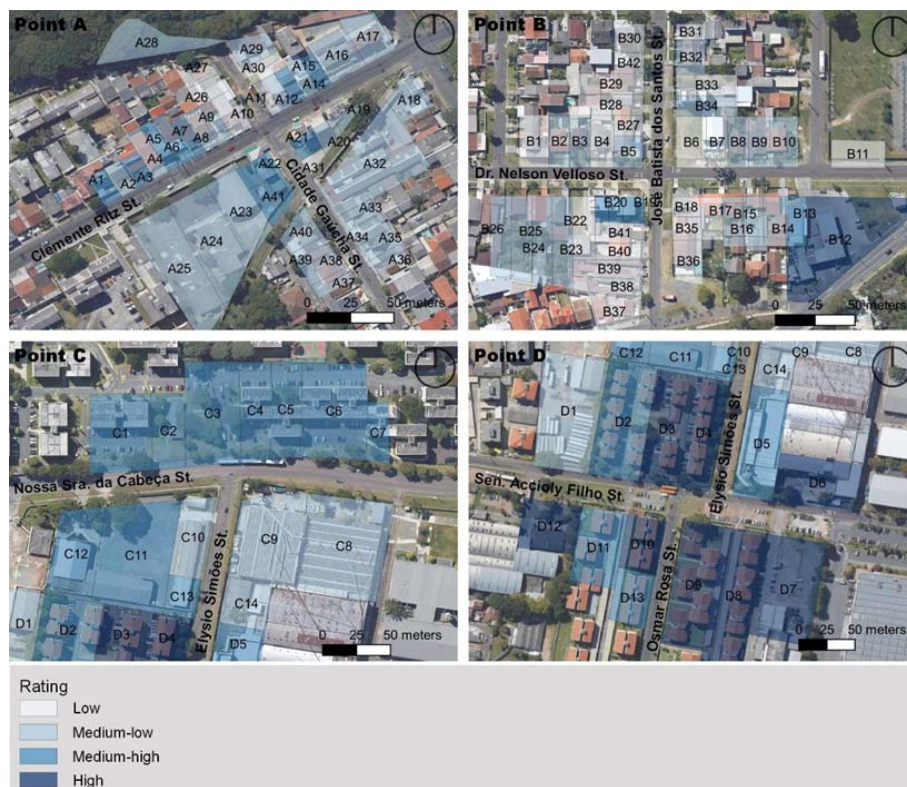 Point A
A28
A29
A17
A16
A30
A27
A15
A14
A18
A26
A11
A12
A19
A10
A9
A7
A5
A8
A21
A20
A6
A4
A22
A31
A32
A1
A2
A3
A41
A23
A33
A24
A40
A34
A35
A25
A39
A38
A36
A37
Clémente Ritz St.
Cidade Gaúcha St.
0 25 50 meters
Point B
B30
B31
B42
B32
B29
B33
B28
B34
B27
B1 B2 B3 B4 B5
B6 B7 B8 B9 B10
B11
José Batista dos Santos St.
Dr. Nelson Velloso St.
B20 B19
B18 B17 B15 B13
B26 B25 B22
B41
B35 B16 B14
B12
B24 B23
B40
B39
B36
B38
B37
0 25 50 meters
Point C
C3
C4 C5 C6
C1 C2
C7
Nossa Sra. da Cabeça St.
C10
C9
C12 C11
C8
C13
C14
D1 D2 D3 D4
D5
Elysio Simões St.
0 25 50 meters
Point D
C12 C11 C10 C9 C8
C13 C14
D1 D2 D3 D4 D5
D6
Elysio Simões St.
Sen. Accioly Filho St.
D12
D11 D10
D9 D8 D7
D13
Osmar Rosa St.
0 25 50 meters
Rating
Low
Medium-low
Medium-high
High